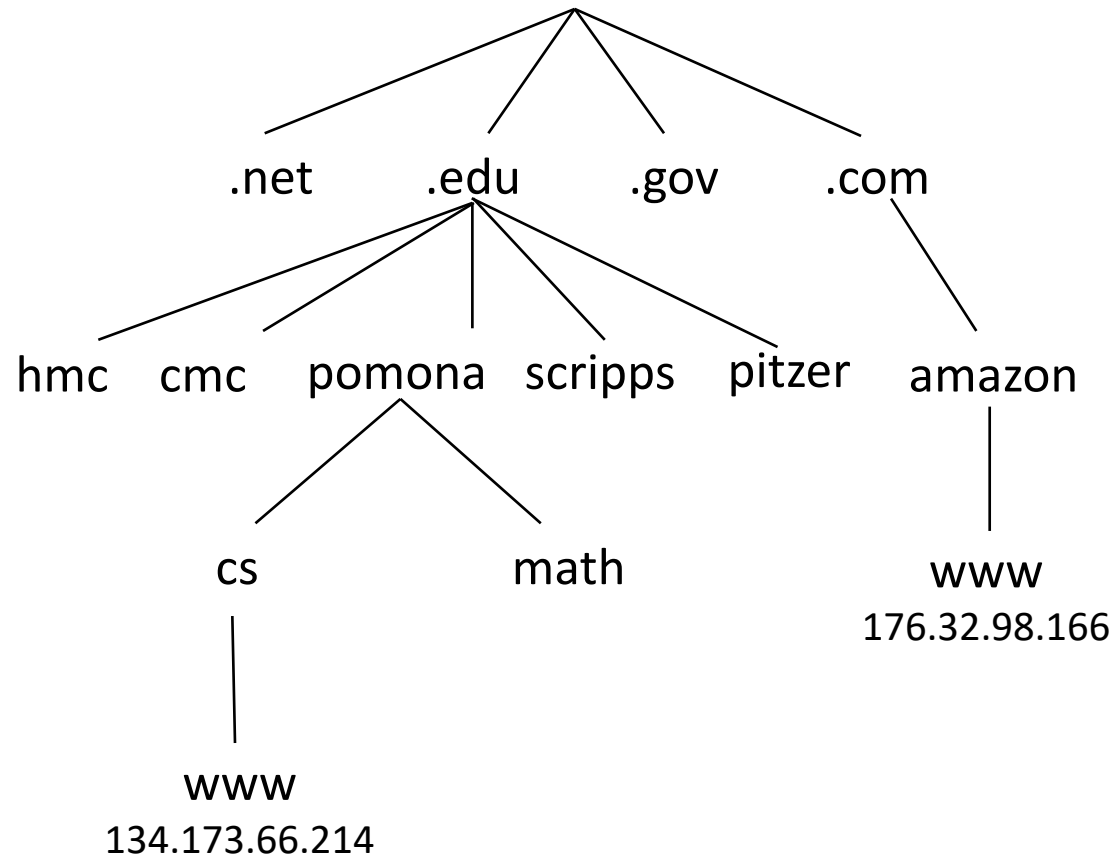 .net .edu .gov .com
hmc cmc pomona scripps pitzer amazon
cs math www
176.32.98.166
www
134.173.66.214